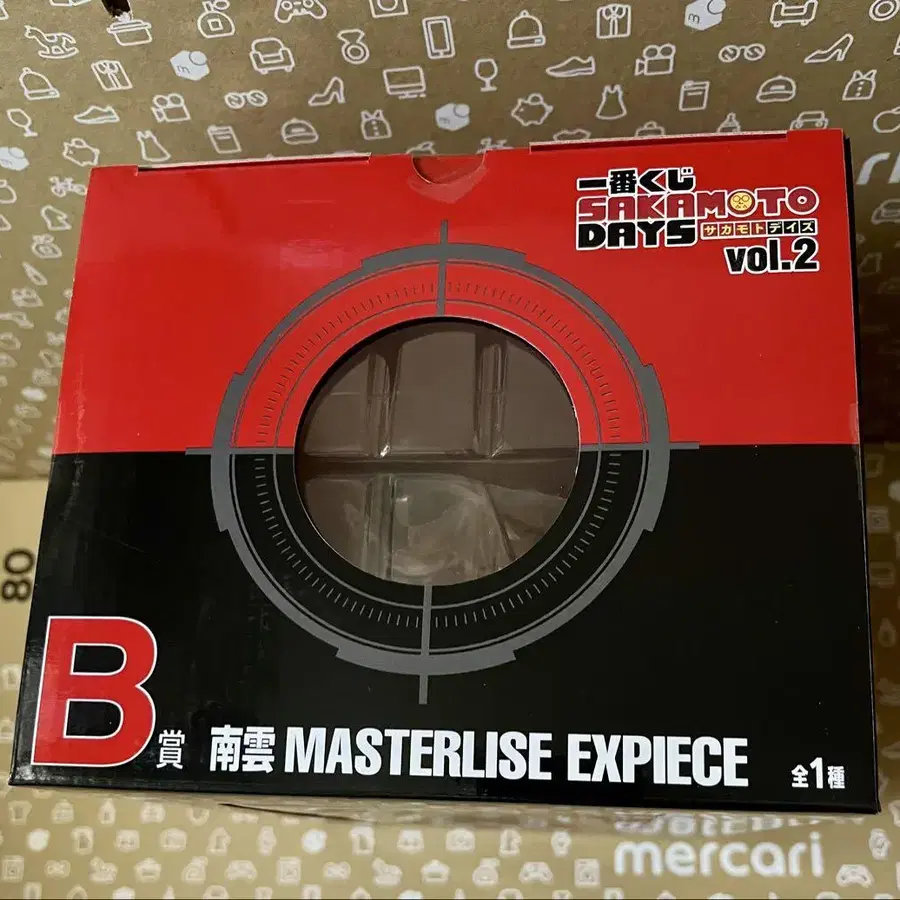 一番くじ
SAKAMOTO
DAYS サカモトデイズ
vol.2
80
B賞 南雲 MASTERLISE EXPIECE 全1種
mercari